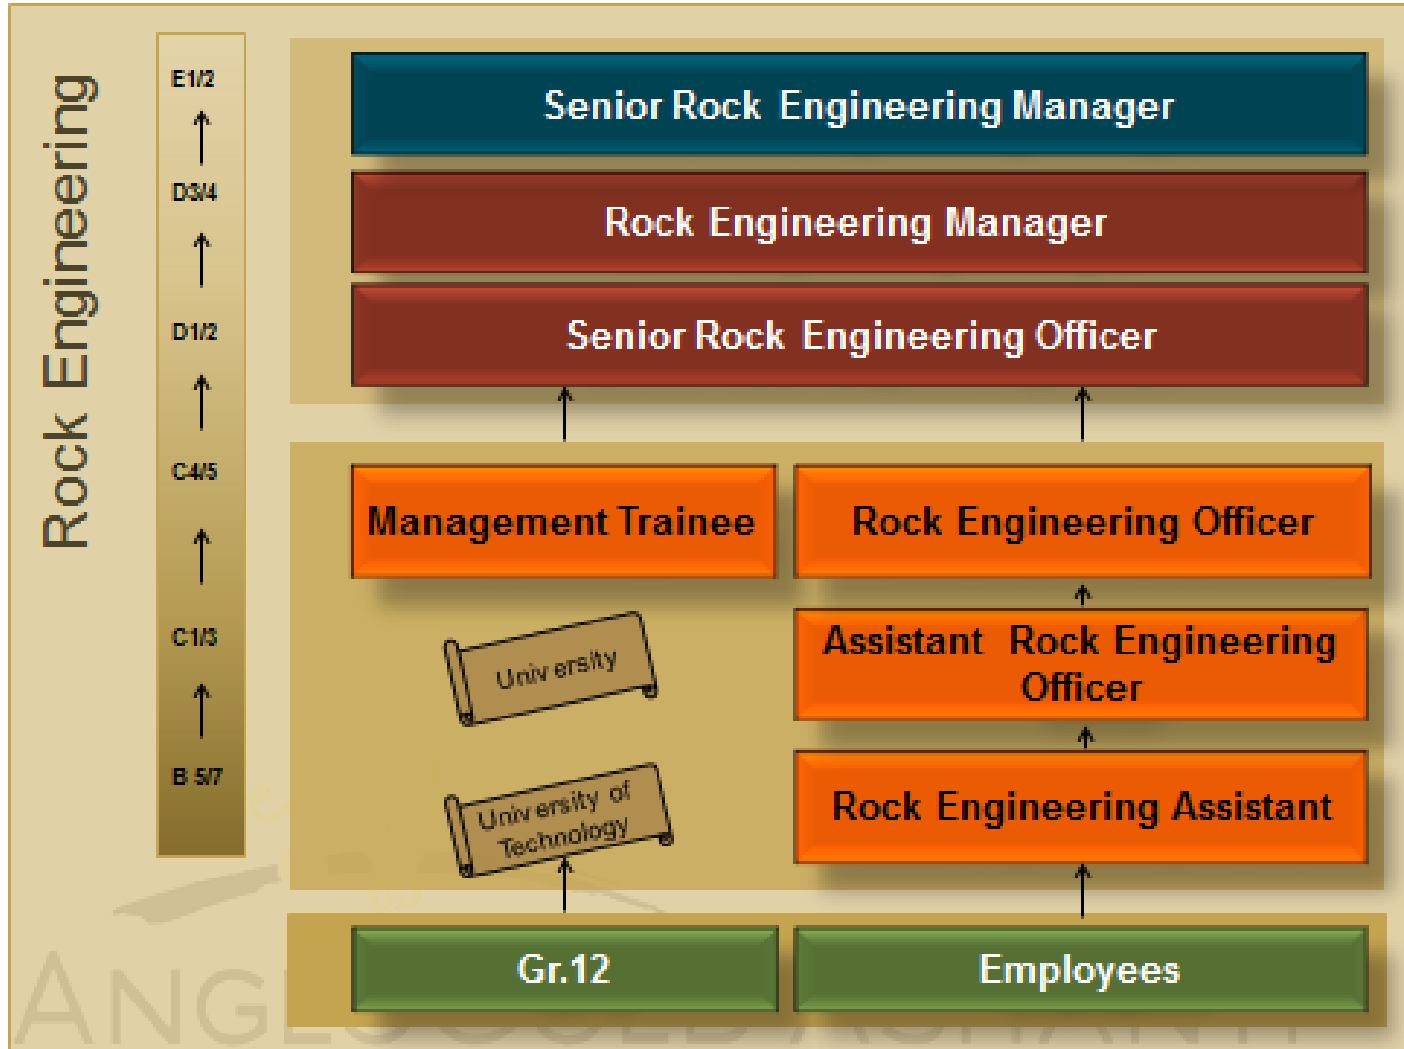 Rock Engineering
E1/2
D3/4
D1/2
C4/5
C1/3
B 5/7
Senior Rock Engineering Manager
Rock Engineering Manager
Senior Rock Engineering Officer
Management Trainee
Rock Engineering Officer
University
Assistant Rock Engineering
Officer
University of
Technology
Rock Engineering Assistant
Gr.12
Employees
ANGLOGOLD ASHANTI